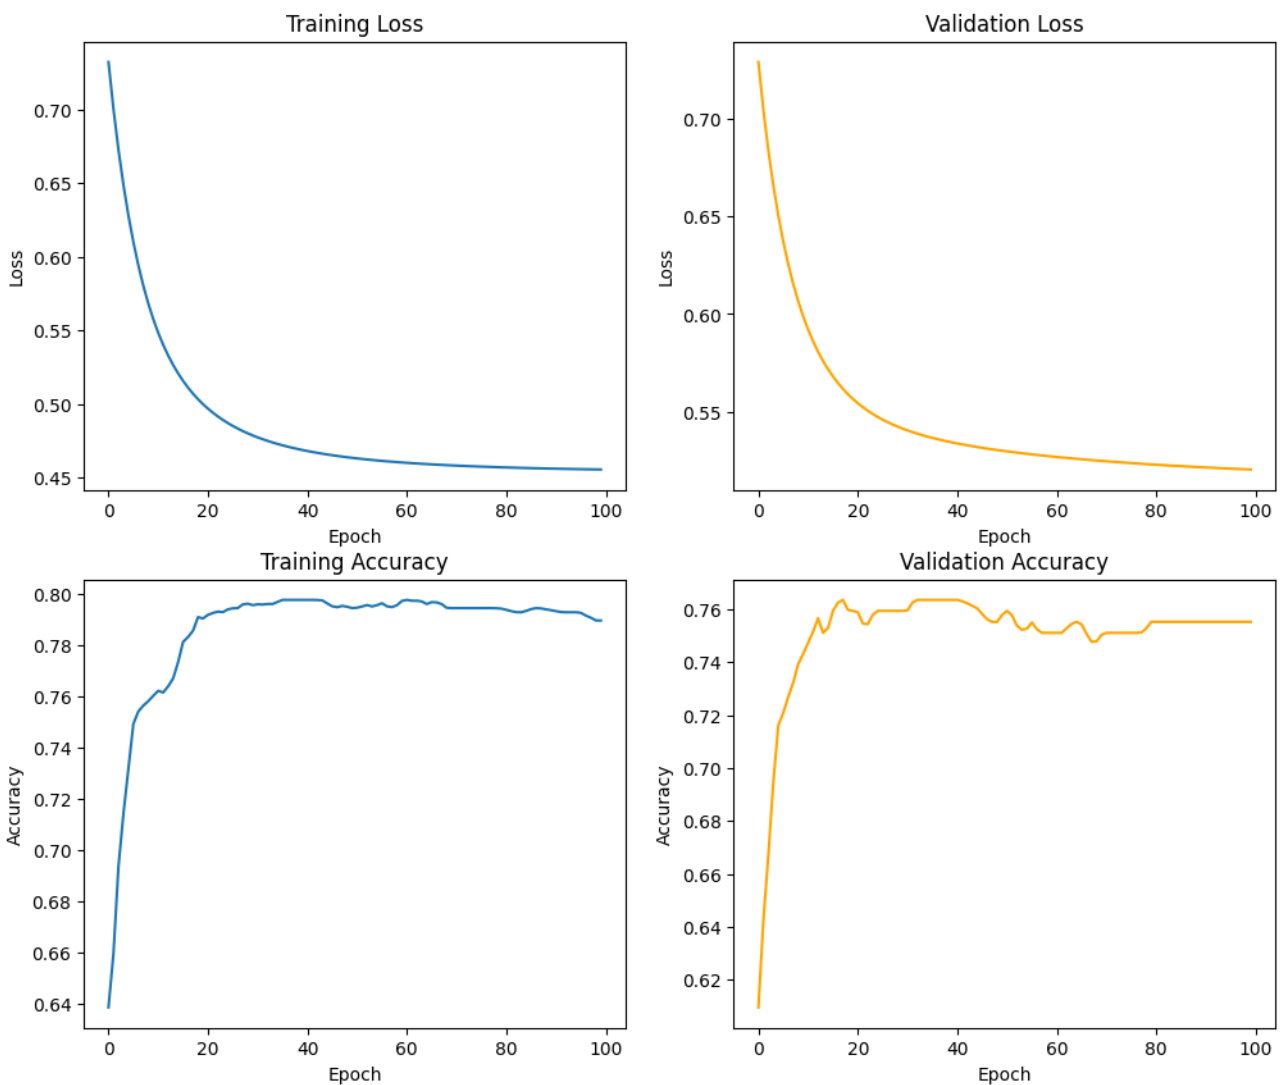 Training Loss
Validation Loss
0.70
0.65
0.60
0.55
0.50
0.45
Loss
0 20 40 60 80 100
Epoch
0.70
0.65
0.60
0.55
Loss
0 20 40 60 80 100
Epoch
Training Accuracy
Validation Accuracy
0.80
0.78
0.76
0.74
0.72
0.70
0.68
0.66
0.64
Accuracy
0 20 40 60 80 100
Epoch
0.76
0.74
0.72
0.70
0.68
0.66
0.64
0.62
Accuracy
0 20 40 60 80 100
Epoch